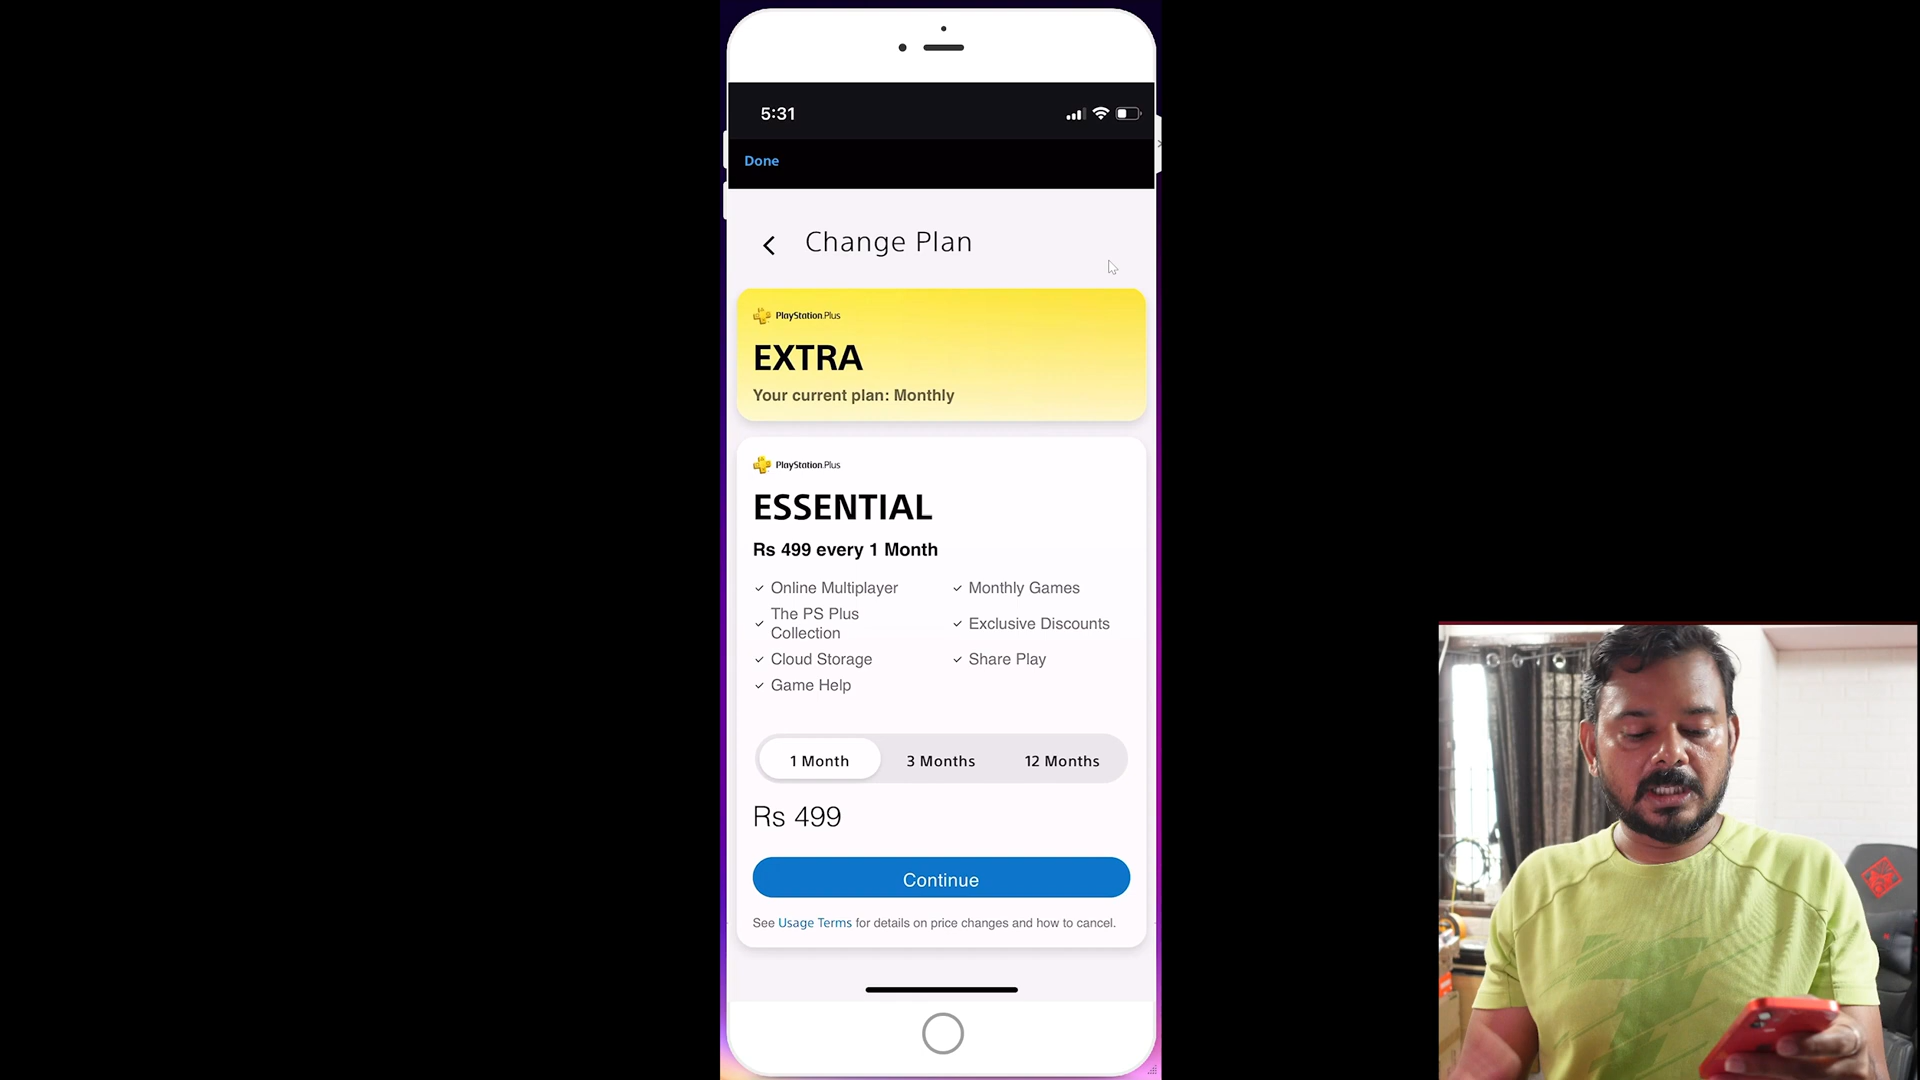 5:31
Done
Change Plan
PlayStation.Plus
EXTRA
Your current plan: Monthly
PlayStation.Plus
ESSENTIAL
Rs 499 every 1 Month
Online Multiplayer
Monthly Games
The PS Plus
Collection
Exclusive Discounts
Cloud Storage
Share Play
Game Help
1 Month 3 Months 12 Months
Rs 499
Continue
See Usage Terms for details on price changes and how to cancel.